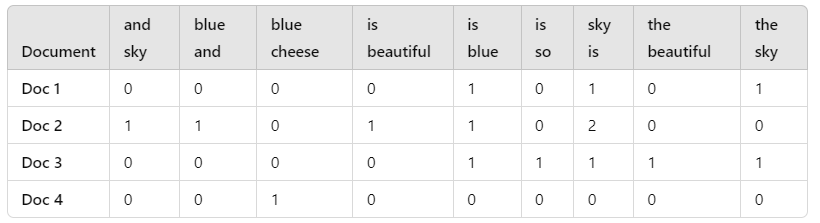 and blue blue is is is sky the the
Document sky and cheese beautiful blue so is beautiful sky
Doc 1 0 0 0 0 1 0 1 0 1
Doc 2 1 1 0 1 1 0 2 0 0
Doc 3 0 0 0 0 1 1 1 1 1
Doc 4 0 0 1 0 0 0 0 0 0